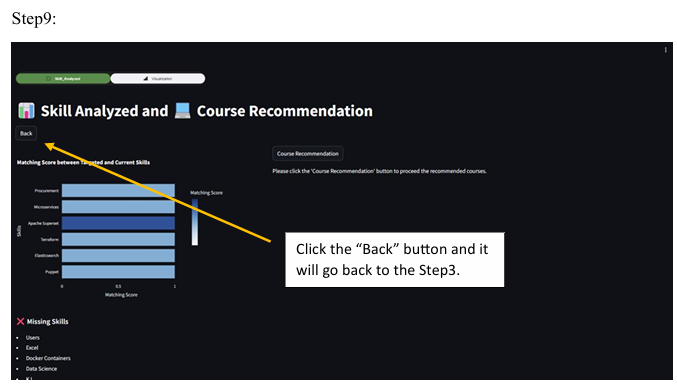 Step9:
Skill_Analyzed
Visualization
Skill Analyzed and Course Recommendation
Back
Course Recommendation
Matching Score between Targeted and Current Skills
Please click the 'Course Recommendation' button to proceed the recommended courses.
Matching Score
Skills
Procurement
Microservices
Apache Superset
Terraform
Elasticsearch
Puppet
0
0.5
1
Matching Score
Click the “Back” button and it
will go back to the Step3.
Missing Skills
Users
Excel
Docker Containers
Data Science